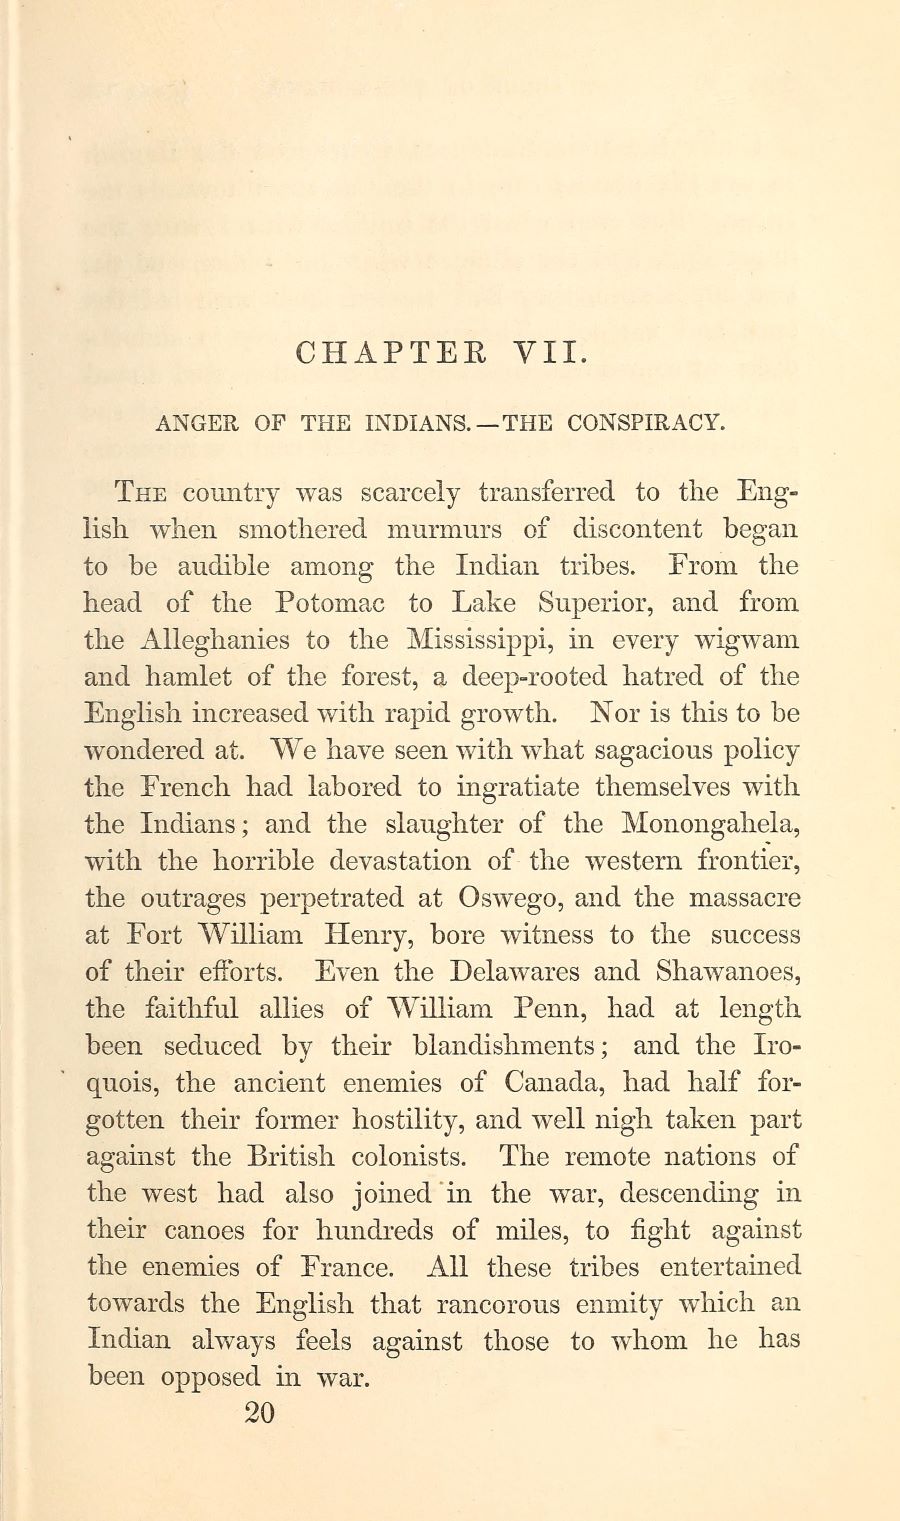 CHAPTER VII.
ANGER OF THE INDIANS.—THE CONSPIRACY.
THE country was scarcely transferred to the Eng-
lish when smothered murmurs of discontent began
to be audible among the Indian tribes. From the
head of the Potomac to Lake Superior, and from
the Alleghanies to the Mississippi, in every wigwam
and hamlet of the forest, a deep-rooted hatred of the
English increased with rapid growth. Nor is this to be
wondered at. We have seen with what sagacious policy
the French had labored to ingratiate themselves with
the Indians; and the slaughter of the Monongahela,
with the horrible devastation of the western frontier,
the outrages perpetrated at Oswego, and the massacre
at Fort William Henry, bore witness to the success
of their efforts. Even the Delawares and Shawanoes,
the faithful allies of William Penn, had at length
been seduced by their blandishments; and the Iro-
quois, the ancient enemies of Canada, had half for-
gotten their former hostility, and well nigh taken part
against the British colonists. The remote nations of
the west had also joined in the war, descending in
their canoes for hundreds of miles, to fight against
the enemies of France. All these tribes entertained
towards the English that rancorous enmity which an
Indian always feels against those to whom he has
been opposed in war.
20